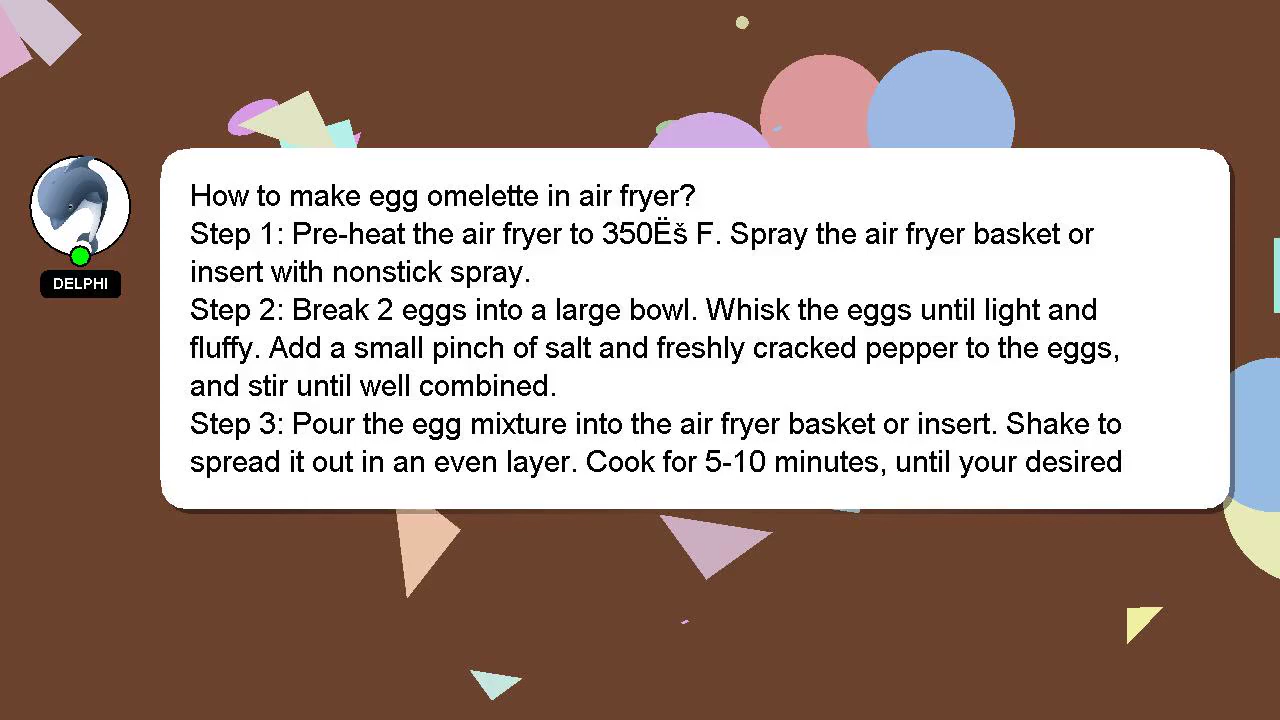 DELPHI
How to make egg omelette in air fryer?
Step 1: Pre-heat the air fryer to 350Ëš F. Spray the air fryer basket or
insert with nonstick spray.
Step 2: Break 2 eggs into a large bowl. Whisk the eggs until light and
fluffy. Add a small pinch of salt and freshly cracked pepper to the eggs,
and stir until well combined.
Step 3: Pour the egg mixture into the air fryer basket or insert. Shake to
spread it out in an even layer. Cook for 5-10 minutes, until your desired